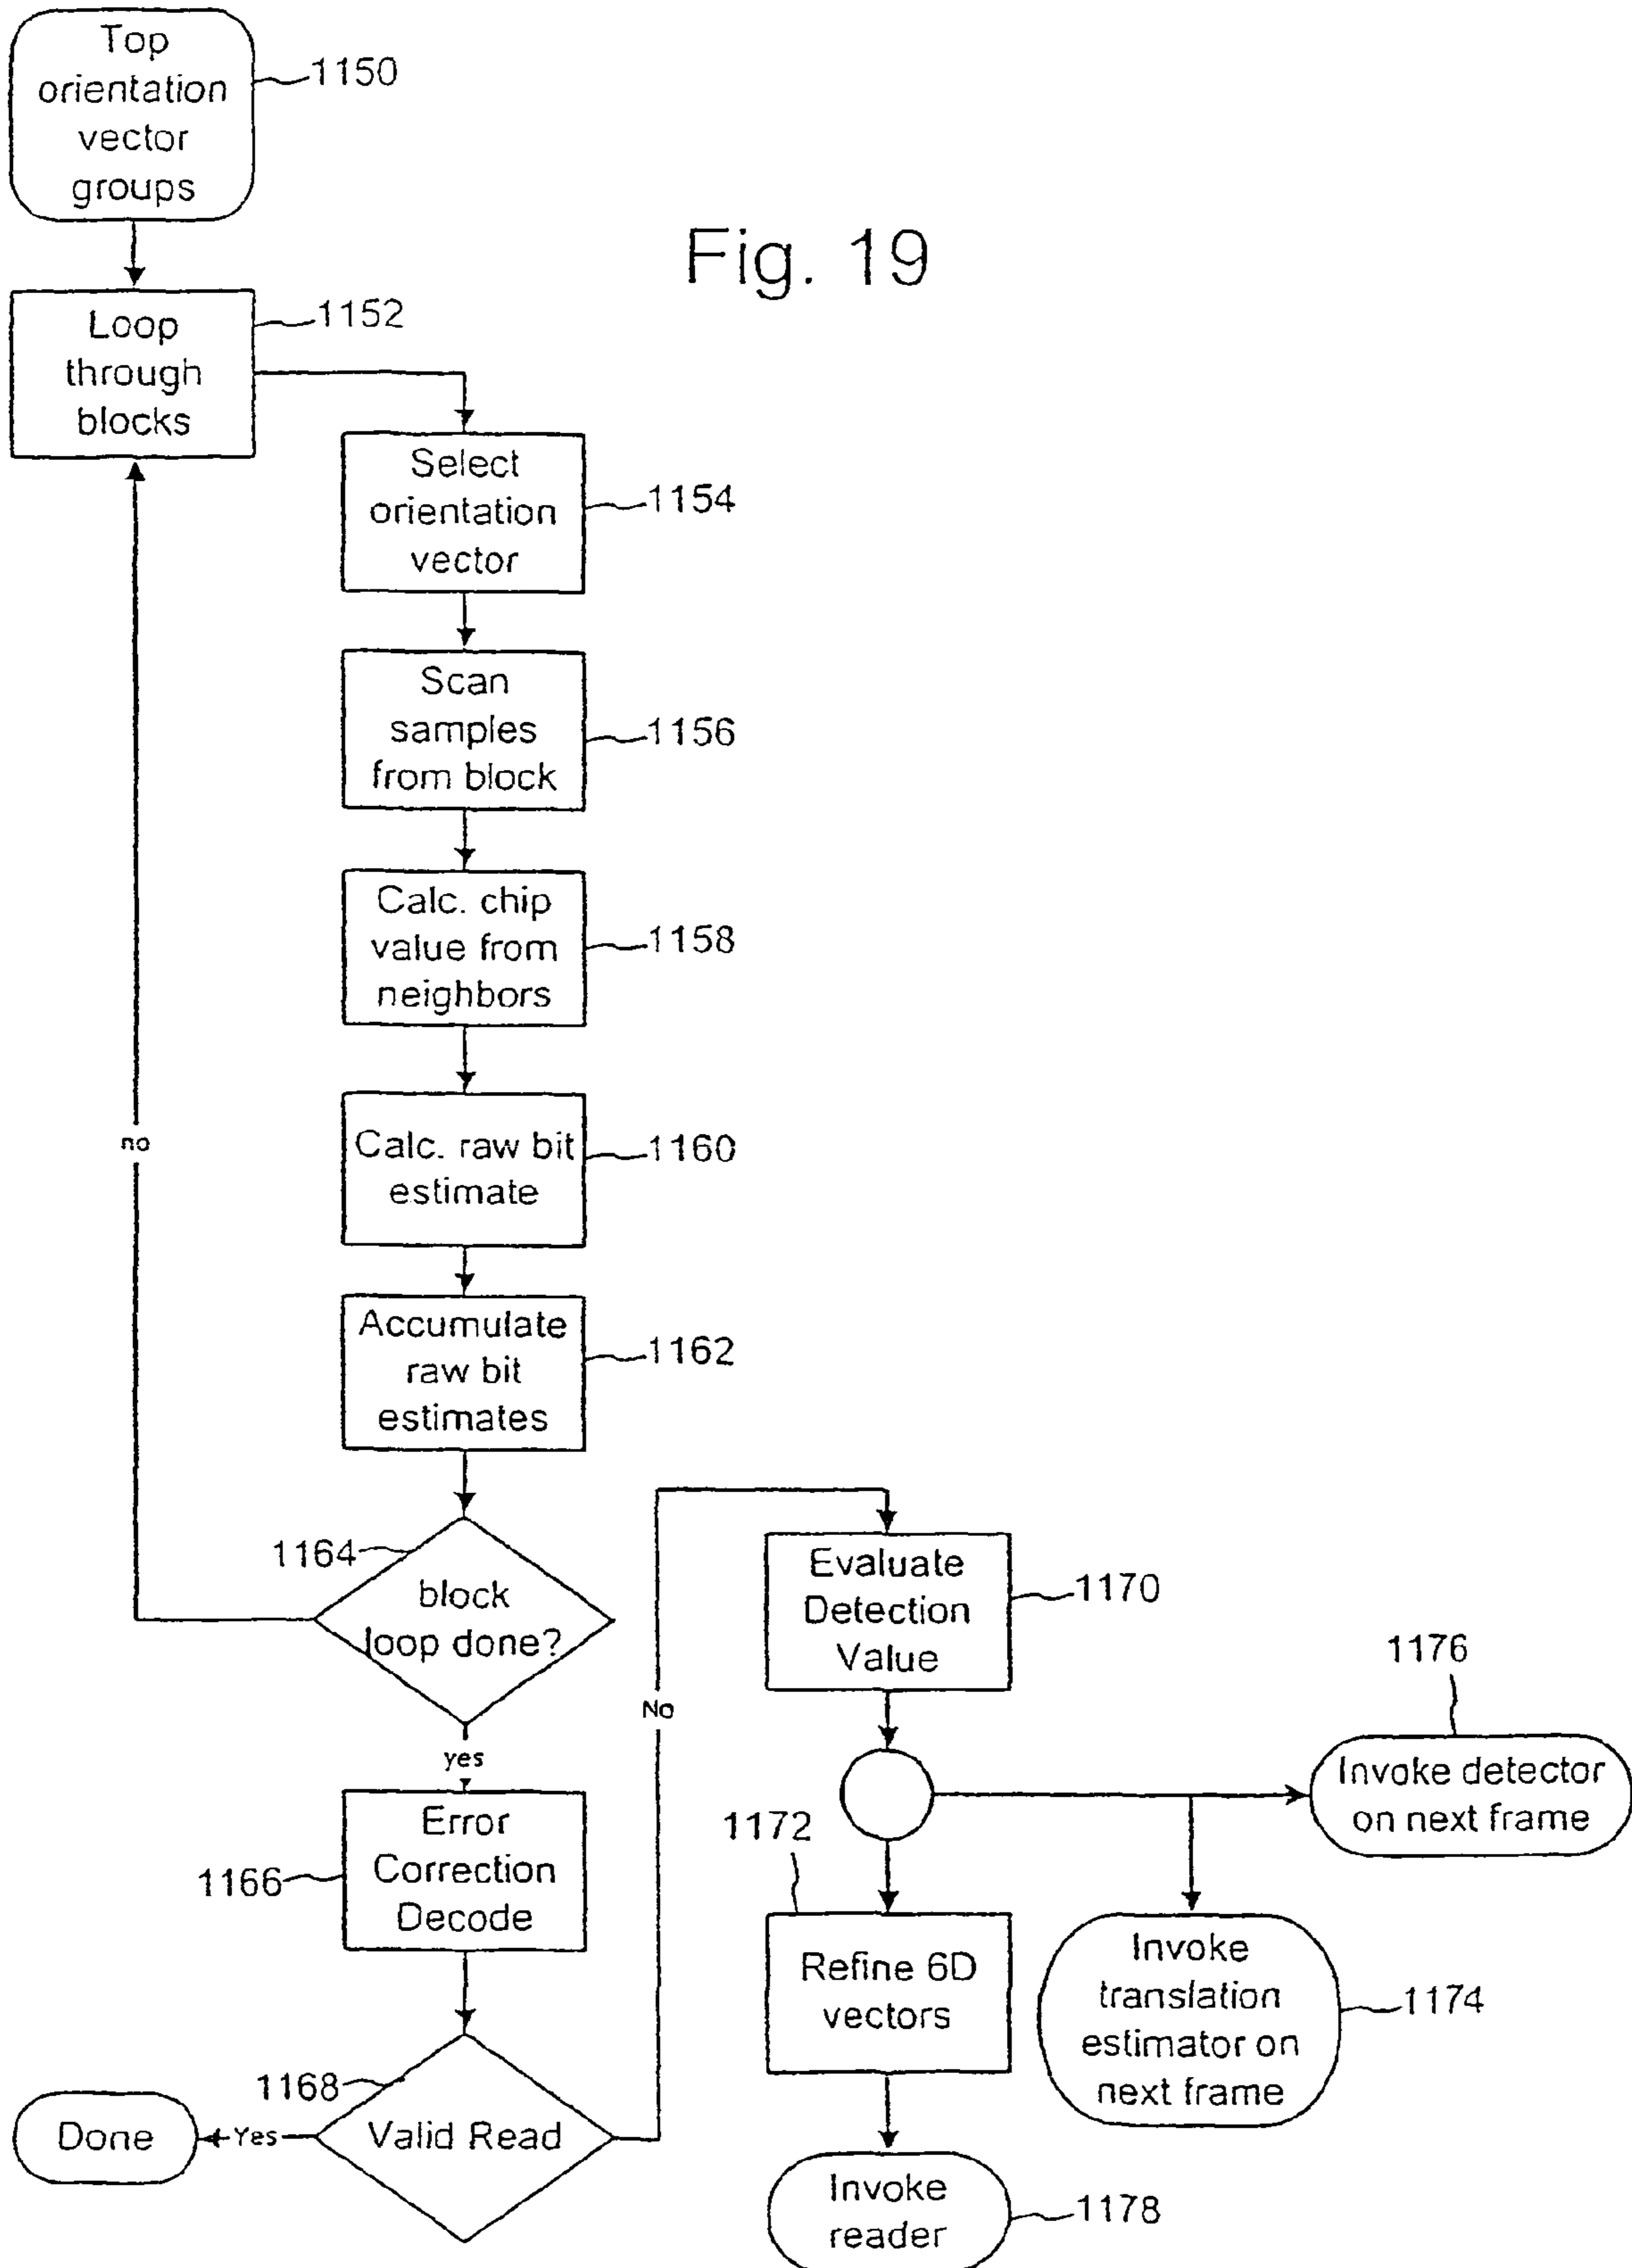 Top
orientation
vector
groups
1150
Fig. 19
Loop
through
blocks
1152
Select
orientation
vector
1154
Scan
samples
from block
1156
Calc. chip
value from
neighbors
1158
no
Calc. raw bit
estimate
1160
Accumulate
raw bit
estimates
1162
1164
block
loop done?
yes
Error
Correction
Decode
1166
1168
Valid Read
Yes
Done
No
Evaluate
Detection
Value
1170
1176
Invoke detector
on next frame
1172
Refine 6D
vectors
Invoke
translation
estimator on
next frame
1174
Invoke
reader
1178